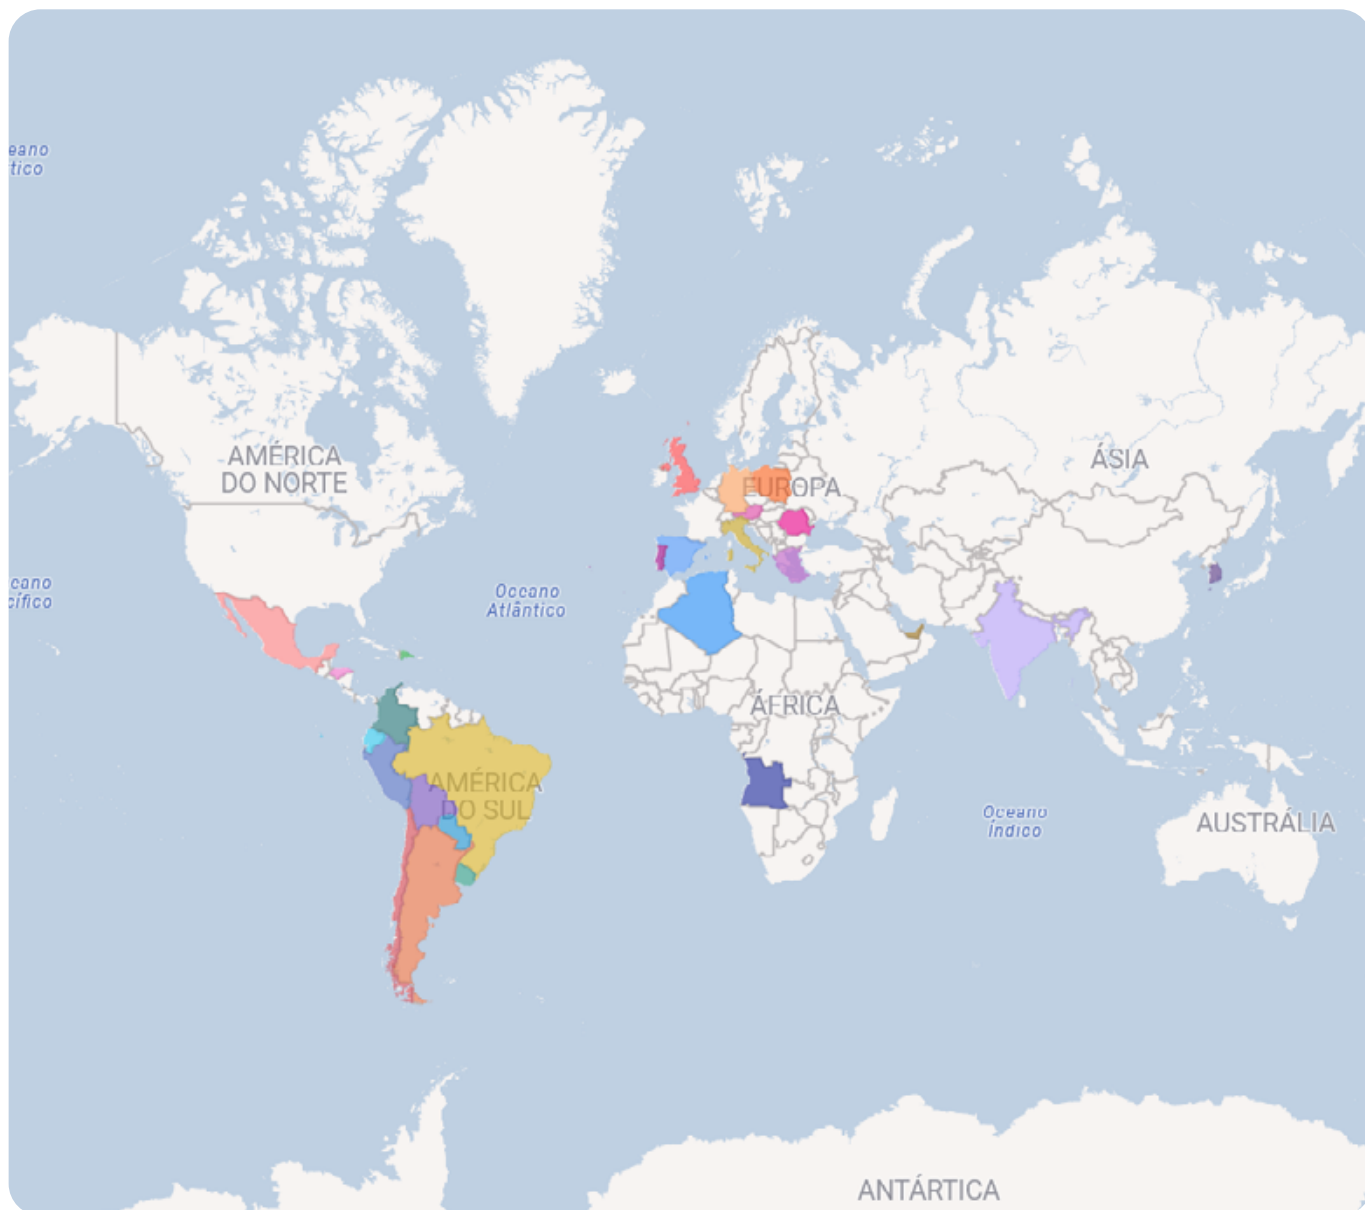 eano
tico
AMÉRICA
DO NORTE
ÁSIA
EUROPA
cano
cífico
Oceano
Atlântico
ÁFRICA
AMÉRICA
DO SUL
Oceano
Índico
AUSTRÁLIA
ANTÁRTICA